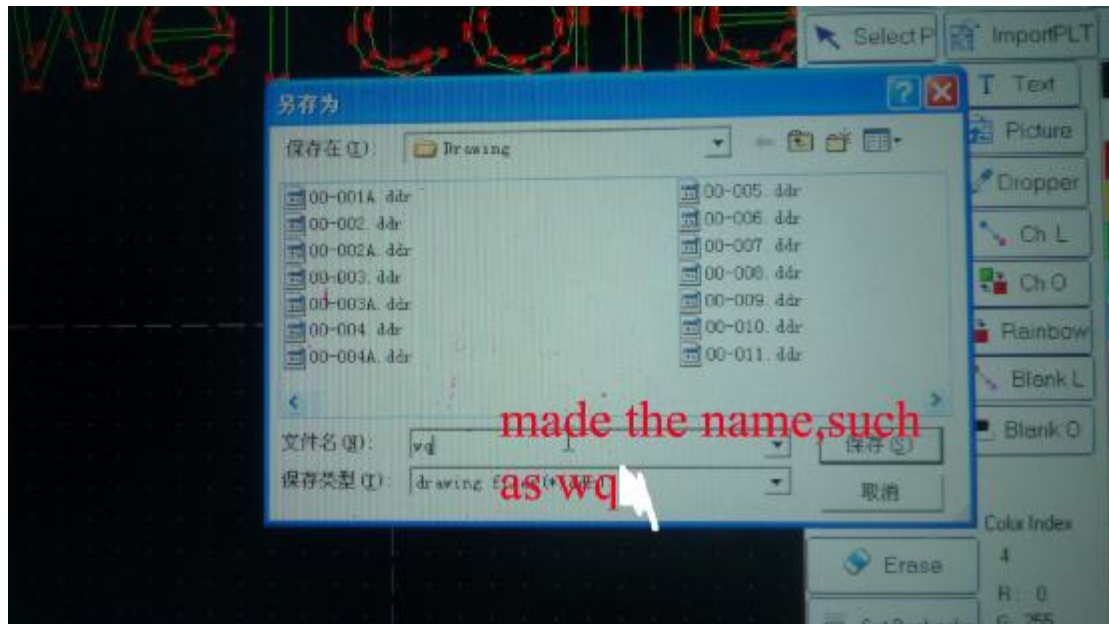 We Lcome
Select P
ImportPLT
Text
Picture
Dropper
Ch L
Ch O
Rainbow
Blank L
Blank O
另存为
保存在(I):
Drawing
00-001A.ddr
00-002.ddr
00-002A.ddr
00-003.ddr
00-003A.ddr
00-004.ddr
00-004A.ddr
00-005.ddr
00-006.ddr
00-007.ddr
00-008.ddr
00-009.ddr
00-010.ddr
00-011.ddr
文件名(N):
wq
保存(S)
保存类型(T):
drawing
取消
made the name,such
as wq
Color Index
4
Erase
R: 0
G: 255